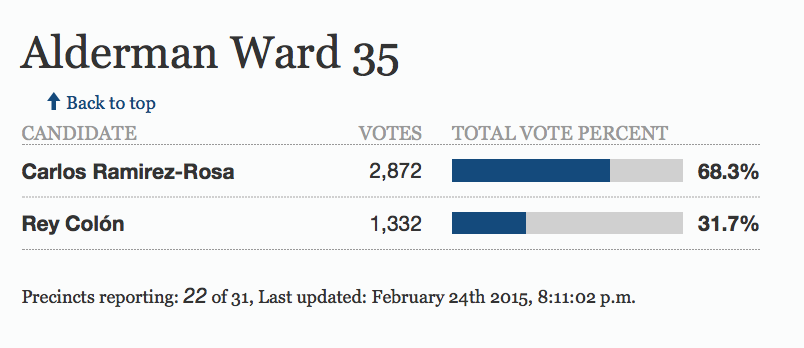 Alderman Ward 35
Back to top
CANDIDATE VOTES TOTAL VOTE PERCENT
Carlos Ramirez-Rosa 2,872 68.3%
Rey Colón 1,332 31.7%
Precincts reporting: 22 of 31, Last updated: February 24th 2015, 8:11:02 p.m.